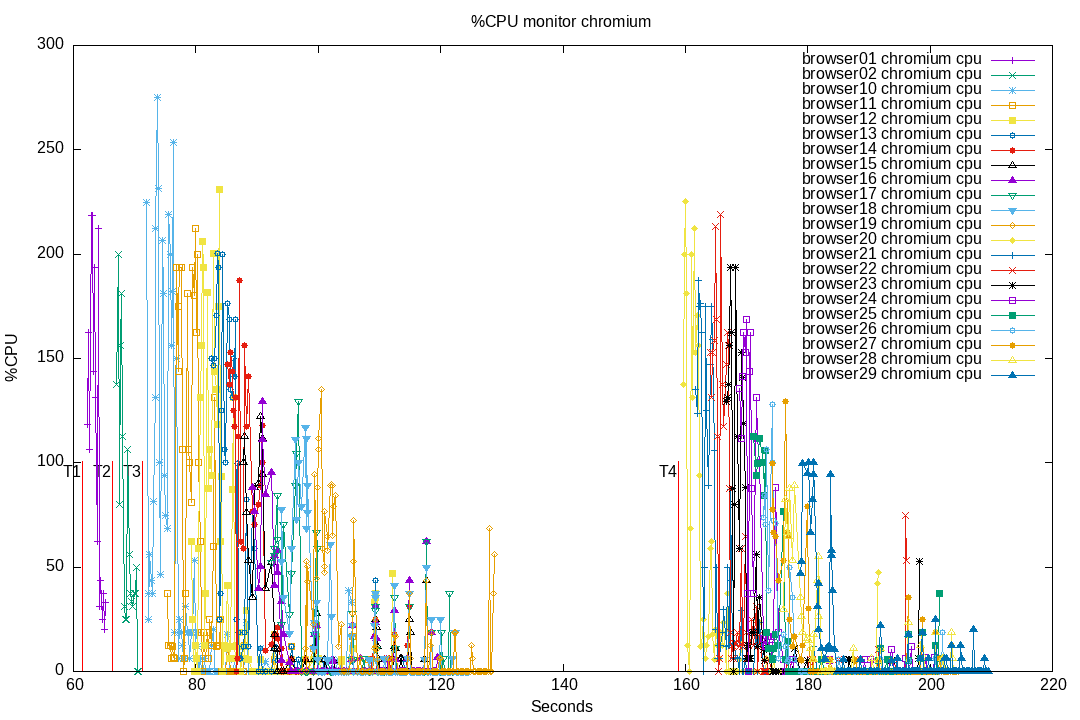 %CPU monitor chromium
300
250
200
150
100
50
0
%CPU
browser01 chromium cpu
browser02 chromium cpu
browser10 chromium cpu
browser11 chromium cpu
browser12 chromium cpu
browser13 chromium cpu
browser14 chromium cpu
browser15 chromium cpu
browser16 chromium cpu
browser17 chromium cpu
browser18 chromium cpu
browser19 chromium cpu
browser20 chromium cpu
browser21 chromium cpu
browser22 chromium cpu
browser23 chromium cpu
browser24 chromium cpu
browser25 chromium cpu
browser26 chromium cpu
browser27 chromium cpu
browser28 chromium cpu
browser29 chromium cpu
T1 T2 T3 T4
60 80 100 120 140 160 180 200 220
Seconds